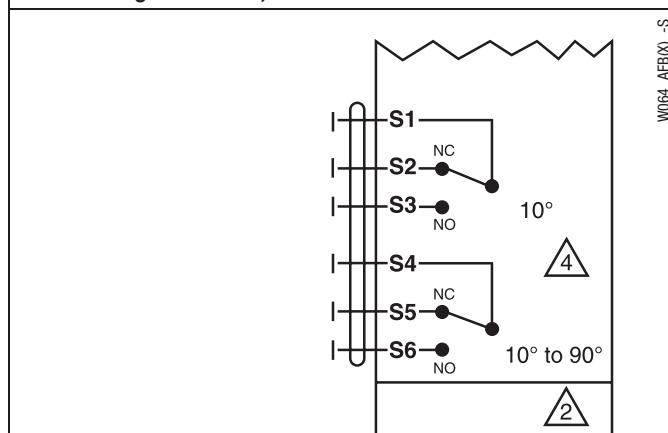 W064_AFB(X)_-S
S1
NC
S2
S3
NO
10°
4
S4
NC
S5
S6
NO
10° to 90°
2